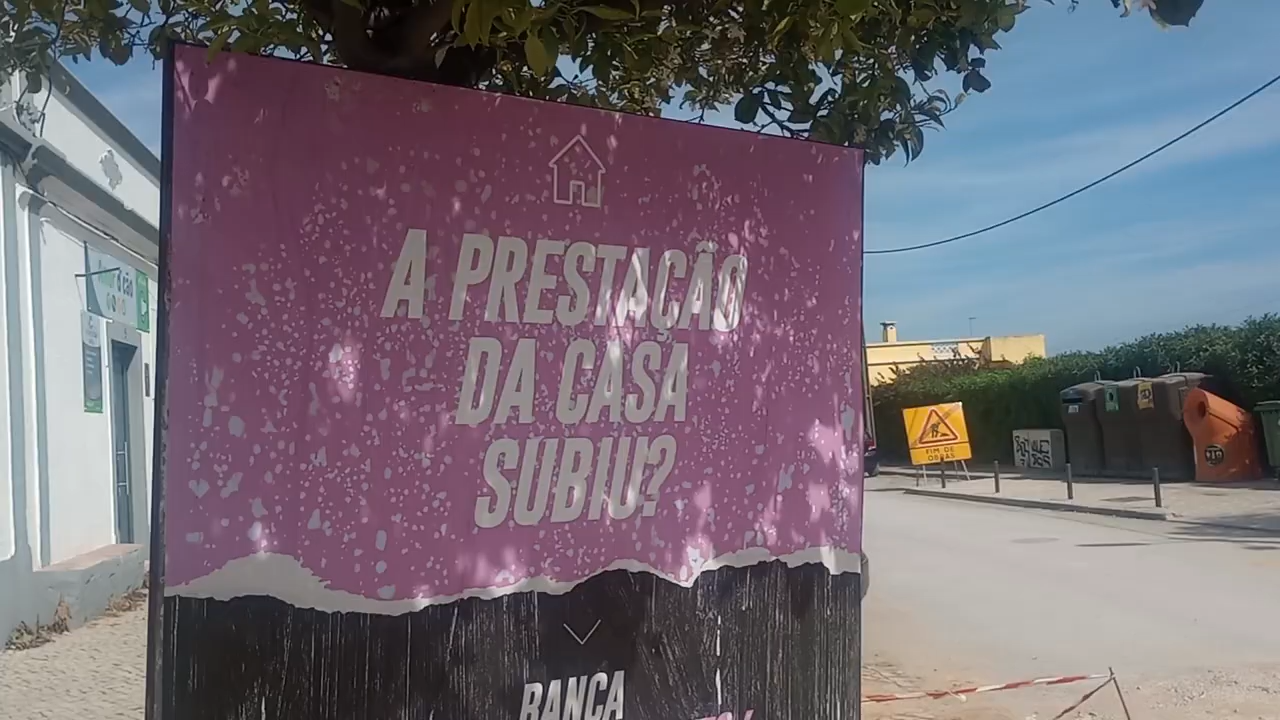 A PRESTAÇÃO
DA CASA
SUBIU?
BANCA
FIM DE
OBRAS